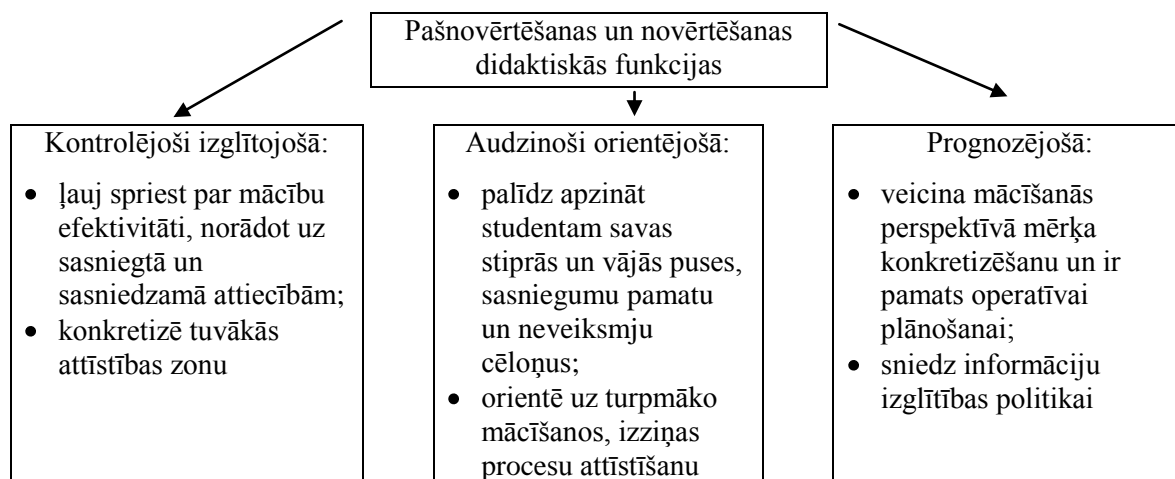 Pašnovērtēšanas un novērtēšanas
didaktiskās funkcijas
Kontrolējoši izglītojošā:
• ļauj spriest par mācību
efektivitāti, norādot uz
sasniegtā un
sasniedzamā attiecībām;
• konkretizē tuvākās
attīstības zonu
Audzinoši orientējošā:
• palīdz apzināt
studentam savas
stiprās un vājās puses,
sasniegumu pamatu
un neveiksmju
cēloņus;
• orientē uz turpmāko
mācīšanos, izziņas
procesu attīstīšanu
Prognozējošā:
• veicina mācīšanās
perspektīvā mērķa
konkretizēšanu un ir
pamats operatīvai
plānošanai;
• sniedz informāciju
izglītības politikai